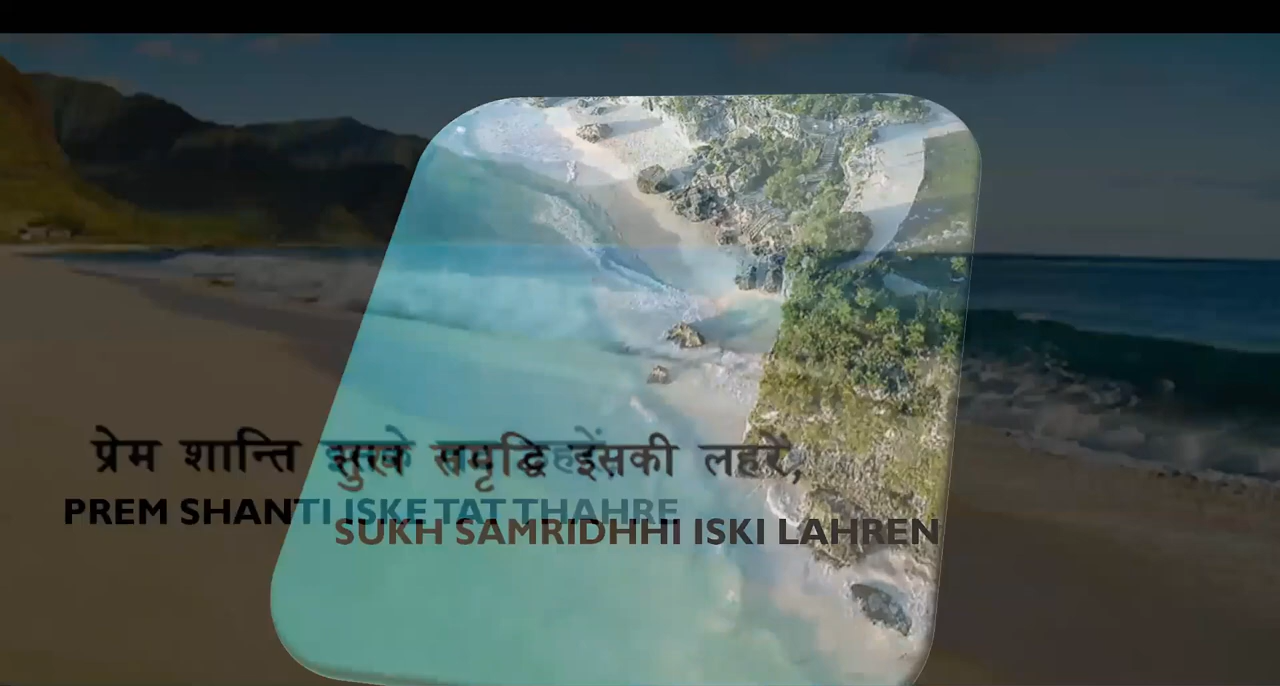 प्रेम शान्ति
सुख समृद्धि इसकी लहरें,
PREM SHANTI ISKE TAT THAHRE
SUKH SAMRIDHHI ISKI LAHREN